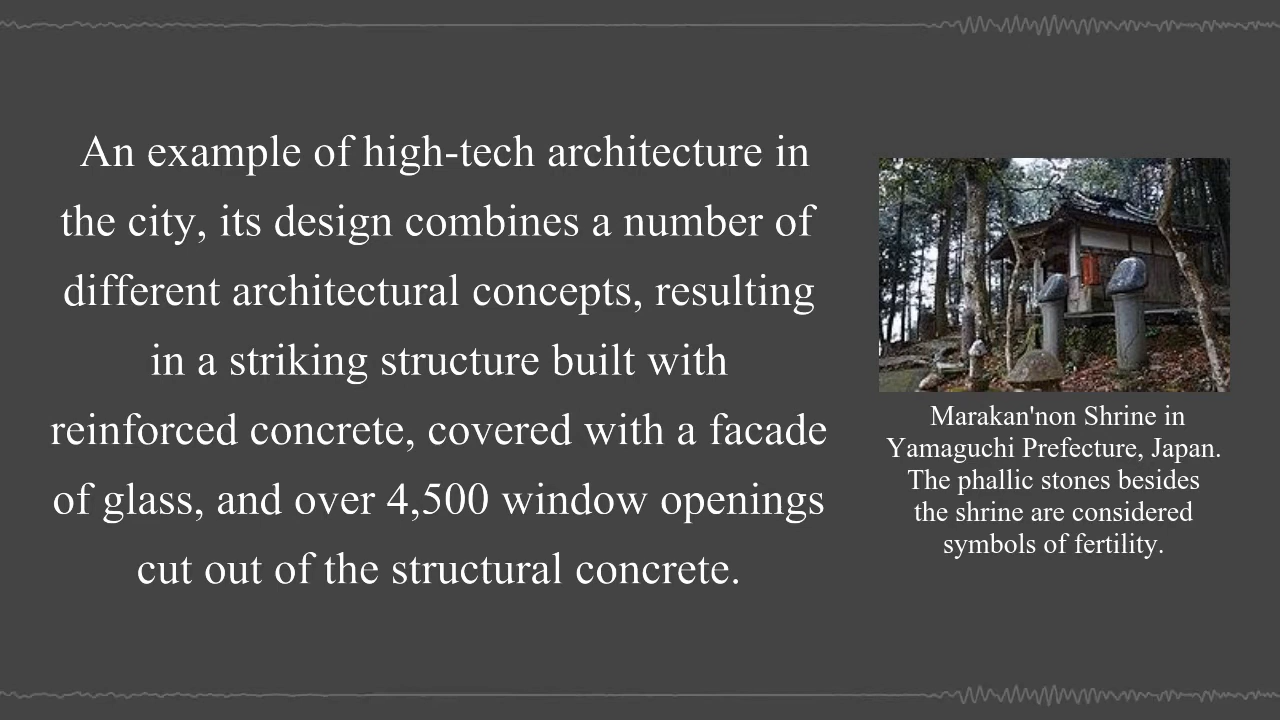 An example of high-tech architecture in
the city, its design combines a number of
different architectural concepts, resulting
in a striking structure built with
reinforced concrete, covered with a facade
of glass, and over 4,500 window openings
cut out of the structural concrete.
Marakan'non Shrine in
Yamaguchi Prefecture, Japan.
The phallic stones besides
the shrine are considered
symbols of fertility.